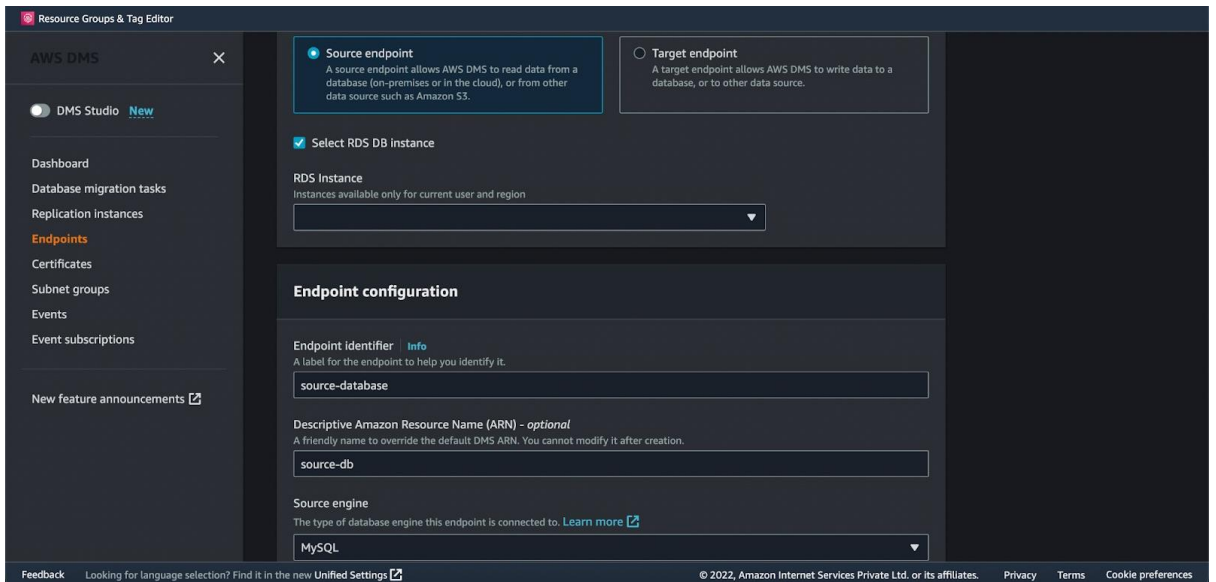 Resource Groups & Tag Editor
AWS DMS
DMS Studio New
Dashboard
Database migration tasks
Replication instances
Endpoints
Certificates
Subnet groups
Events
Event subscriptions
New feature announcements
Source endpoint
A source endpoint allows AWS DMS to read data from a
database (on-premises or in the cloud), or from other
data source such as Amazon S3.
Target endpoint
A target endpoint allows AWS DMS to write data to a
database, or to other data source.
Select RDS DB instance
RDS Instance
Instances available only for current user and region
Endpoint configuration
Endpoint identifier Info
A label for the endpoint to help you identify it.
source-database
Descriptive Amazon Resource Name (ARN) - optional
A friendly name to override the default DMS ARN. You cannot modify it after creation.
source-db
Source engine
The type of database engine this endpoint is connected to. Learn more
MySQL
Feedback Looking for language selection? Find it in the new Unified Settings © 2022, Amazon Internet Services Private Ltd. or its affiliates. Privacy Terms Cookie preferences